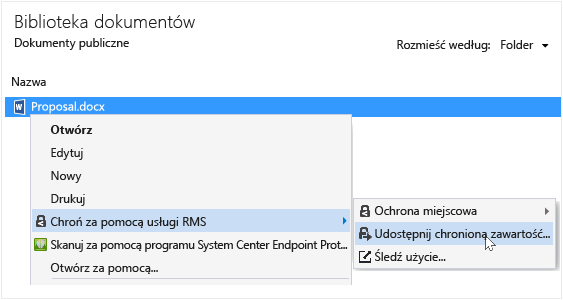 Biblioteka dokumentów
Dokumenty publiczne
Rozmieść według: Folder
Nazwa
Proposal.docx
Otwórz
Edytuj
Nowy
Drukuj
Chroń za pomocą usługi RMS
Skanuj za pomocą programu System Center Endpoint Prot...
Otwórz za pomocą...
Ochrona miejscowa
Udostępnij chronioną zawartość...
Śledź użycie...